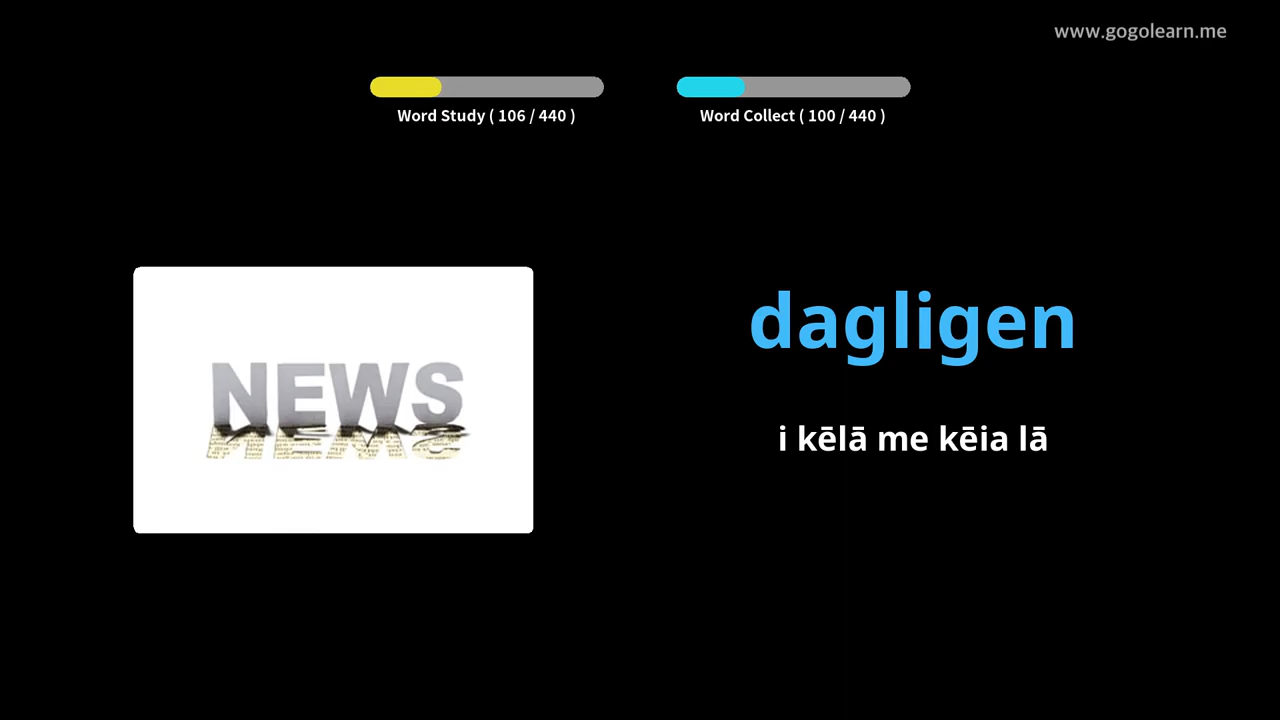 www.gogolearn.me
Word Study ( 106 / 440 )
Word Collect ( 100 / 440 )
NEWS
dagligen
i kēlā me kēia lā